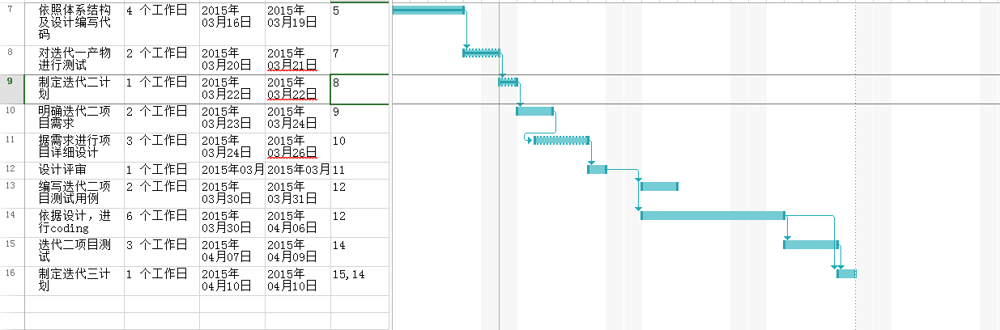 7 依照体系结构及设计编写代码 4 个工作日 2015年03月16日 2015年03月19日 5
8 对迭代一产物进行测试 2 个工作日 2015年03月20日 2015年03月21日 7
9 制定迭代二计划 1 个工作日 2015年03月22日 2015年03月22日 8
10 明确迭代二项目需求 2 个工作日 2015年03月23日 2015年03月24日 9
11 据需求进行项目详细设计 3 个工作日 2015年03月24日 2015年03月26日 10
12 设计评审 1 个工作日 2015年03月 2015年03月 11
13 编写迭代二项目测试用例 2 个工作日 2015年03月30日 2015年03月31日 12
14 依据设计，进行coding 6 个工作日 2015年03月30日 2015年04月06日 12
15 迭代二项目测试 3 个工作日 2015年04月07日 2015年04月09日 14
16 制定迭代三计划 1 个工作日 2015年04月10日 2015年04月10日 15,14